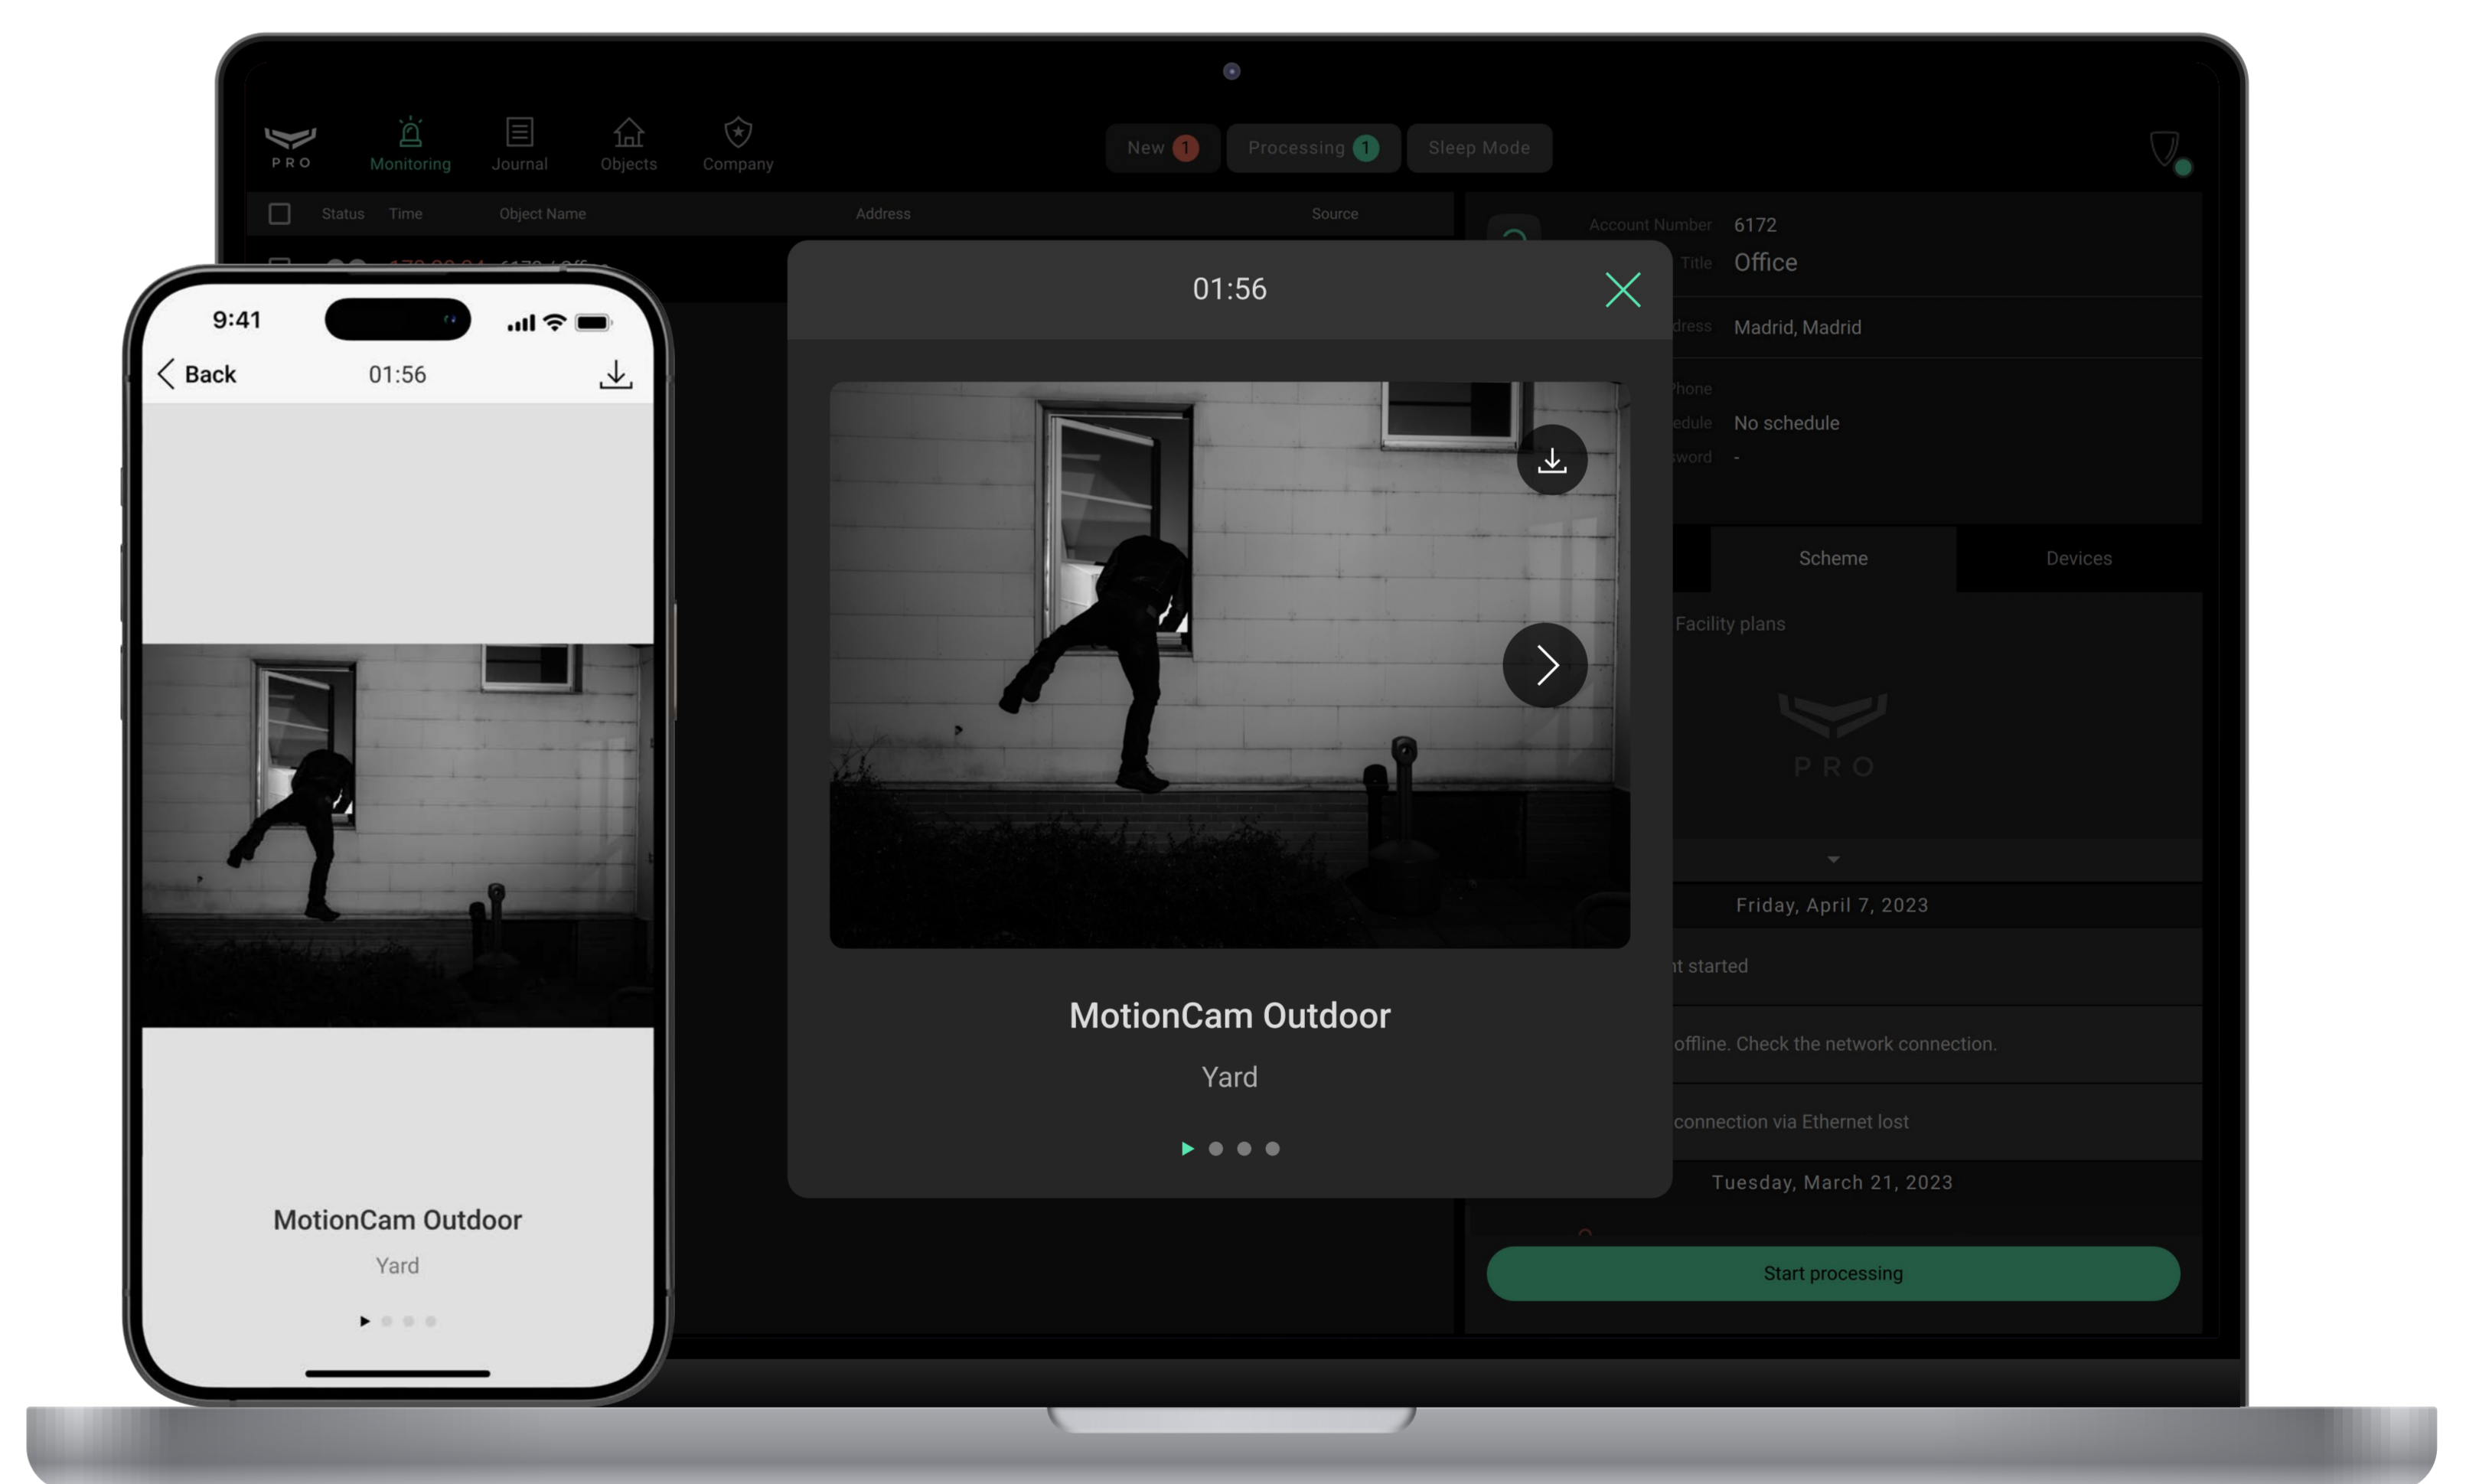 PRO
Monitoring
Journal
Objects
Company
New 1
Processing 1
Sleep Mode
Status Time Object Name Address Source
Account Number 6172
Title Office
Madrid, Madrid
No schedule
-
Scheme
Devices
Facility plans
PRO
Friday, April 7, 2023
started
offline. Check the network connection.
connection via Ethernet lost
Tuesday, March 21, 2023
Start processing
01:56
MotionCam Outdoor
Yard
9:41
Back 01:56
MotionCam Outdoor
Yard